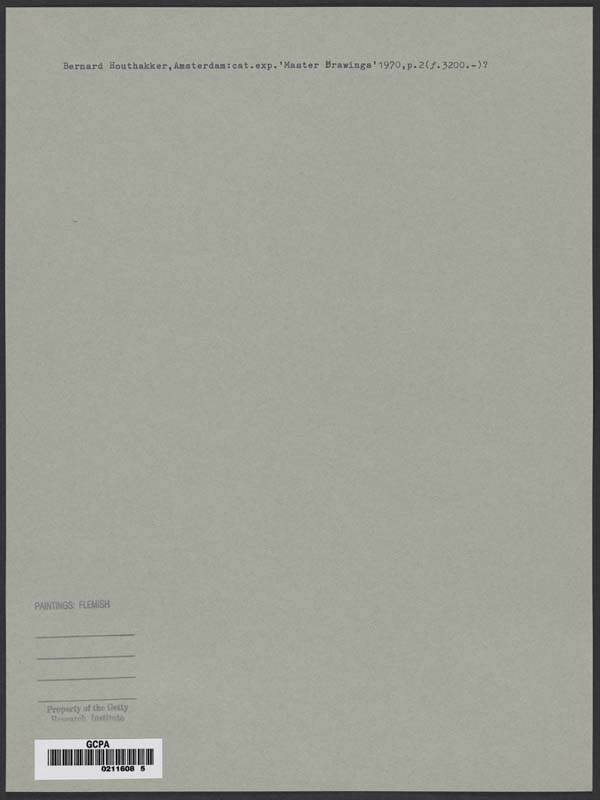 Bernard Houthakker,Amsterdam:cat.exp.'Master Drawings'1970,p.2(ƒ.3200.-)?
PAINTINGS: FLEMISH
Property of the Getty
Research Institute
GCPA
0211608 5